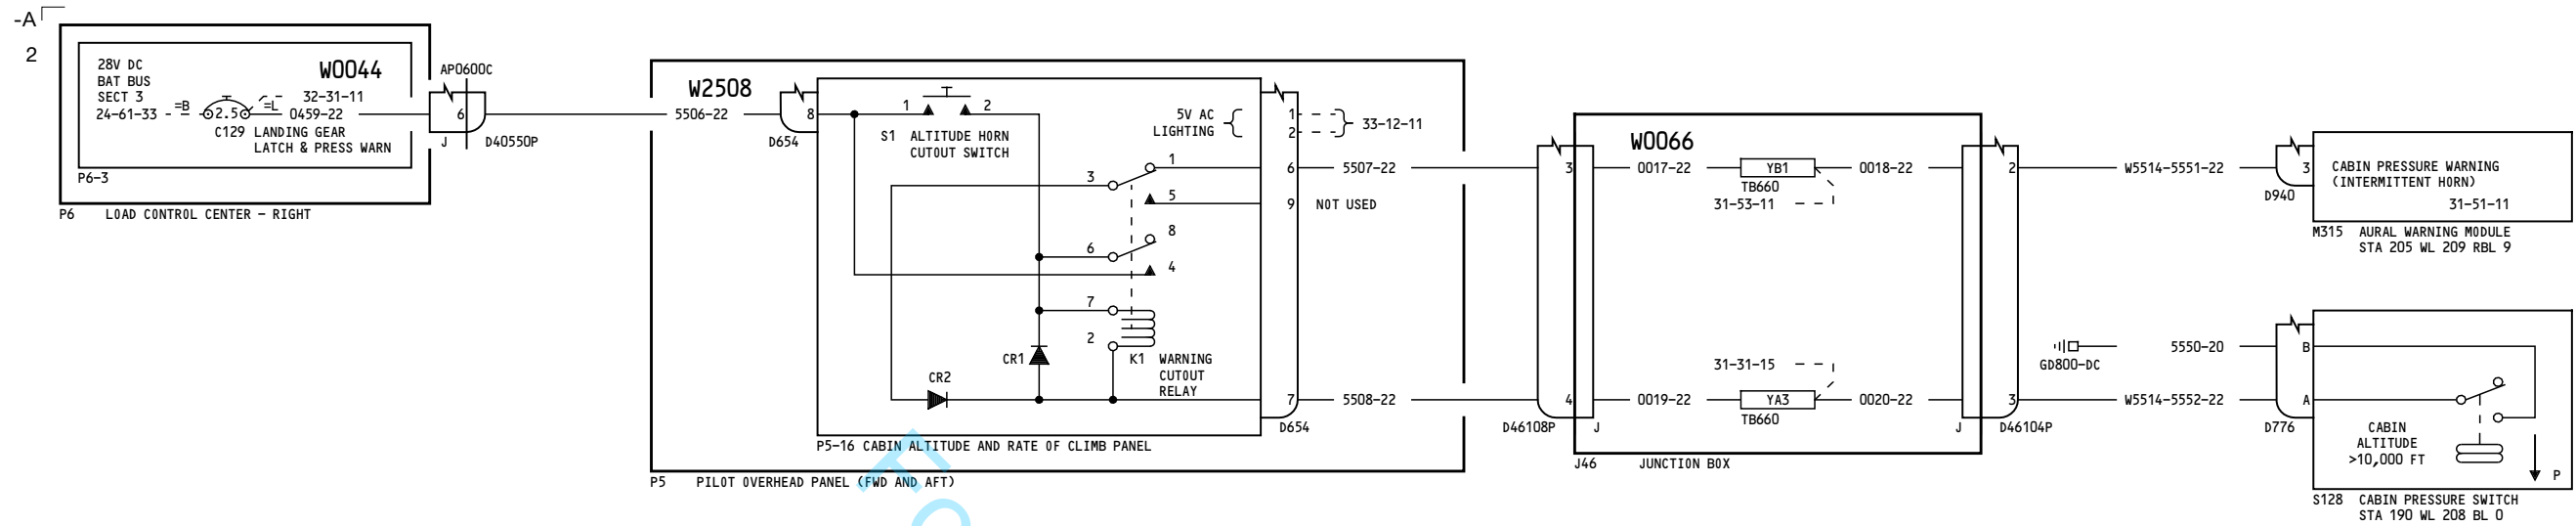 -A
2
28V DC
BAT BUS
SECT 3
24-61-33
=B
2.5
=L
32-31-11
0459-22
C129 LANDING GEAR
LATCH & PRESS WARN
W0044
P6-3
P6 LOAD CONTROL CENTER - RIGHT
AP0600C
6
J D40550P
W2508
5506-22
8
D654
1 2
S1 ALTITUDE HORN
CUTOUT SWITCH
5V AC
LIGHTING
1
2
33-12-11
3 1
6 5507-22
5
9 NOT USED
8
6
4
7
2
CR1
K1 WARNING
CUTOUT
RELAY
CR2
7 5508-22
D654
P5-16 CABIN ALTITUDE AND RATE OF CLIMB PANEL
P5 PILOT OVERHEAD PANEL (FWD AND AFT)
W0066
3 0017-22 YB1 0018-22 2
TB660
31-53-11
31-31-15
4 0019-22 YA3 0020-22 3
TB660
D46108P J
J D46104P
J46 JUNCTION BOX
W5514-5551-22 3
D940
CABIN PRESSURE WARNING
(INTERMITTENT HORN)
31-51-11
M315 AURAL WARNING MODULE
STA 205 WL 209 RBL 9
GD800-DC
5550-20 B
W5514-5552-22 A
D776
CABIN
ALTITUDE
>10,000 FT
P
S128 CABIN PRESSURE SWITCH
STA 190 WL 208 BL 0